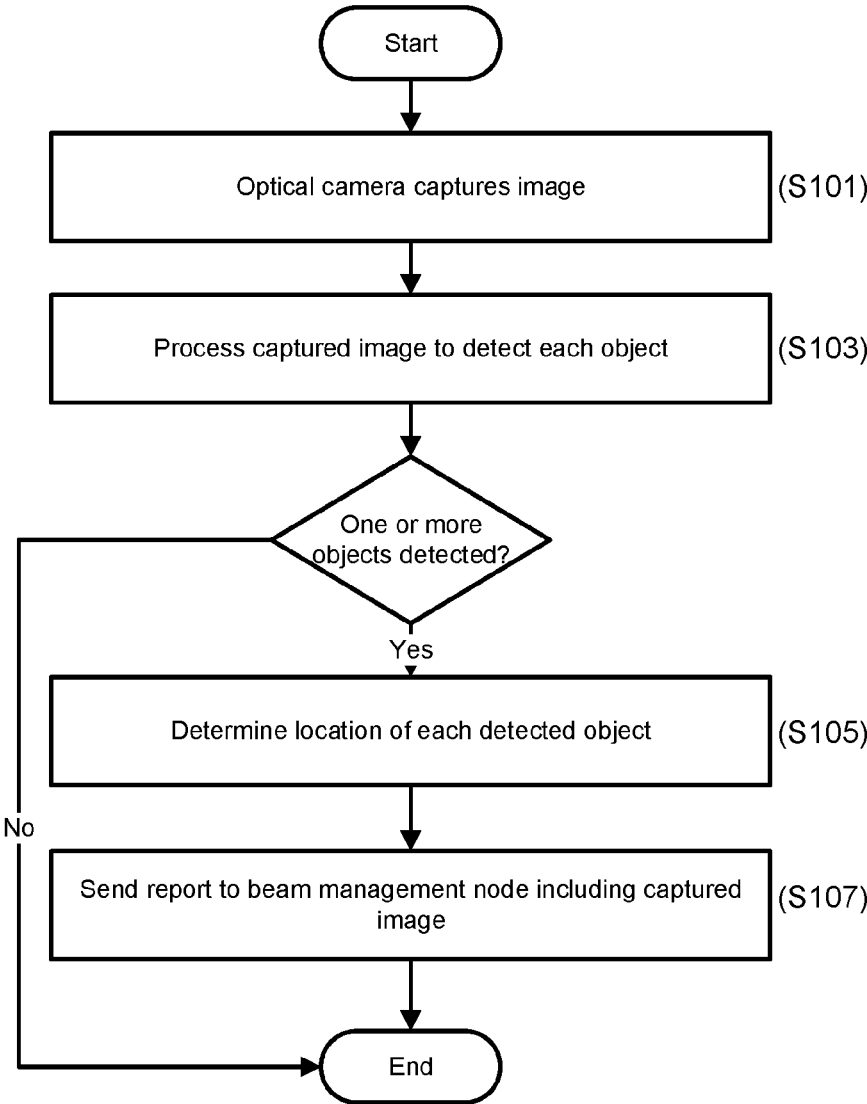 Start
Optical camera captures image
(S101)
Process captured image to detect each object
(S103)
One or more
objects detected?
Yes
Determine location of each detected object
(S105)
No
Send report to beam management node including captured
image
(S107)
End